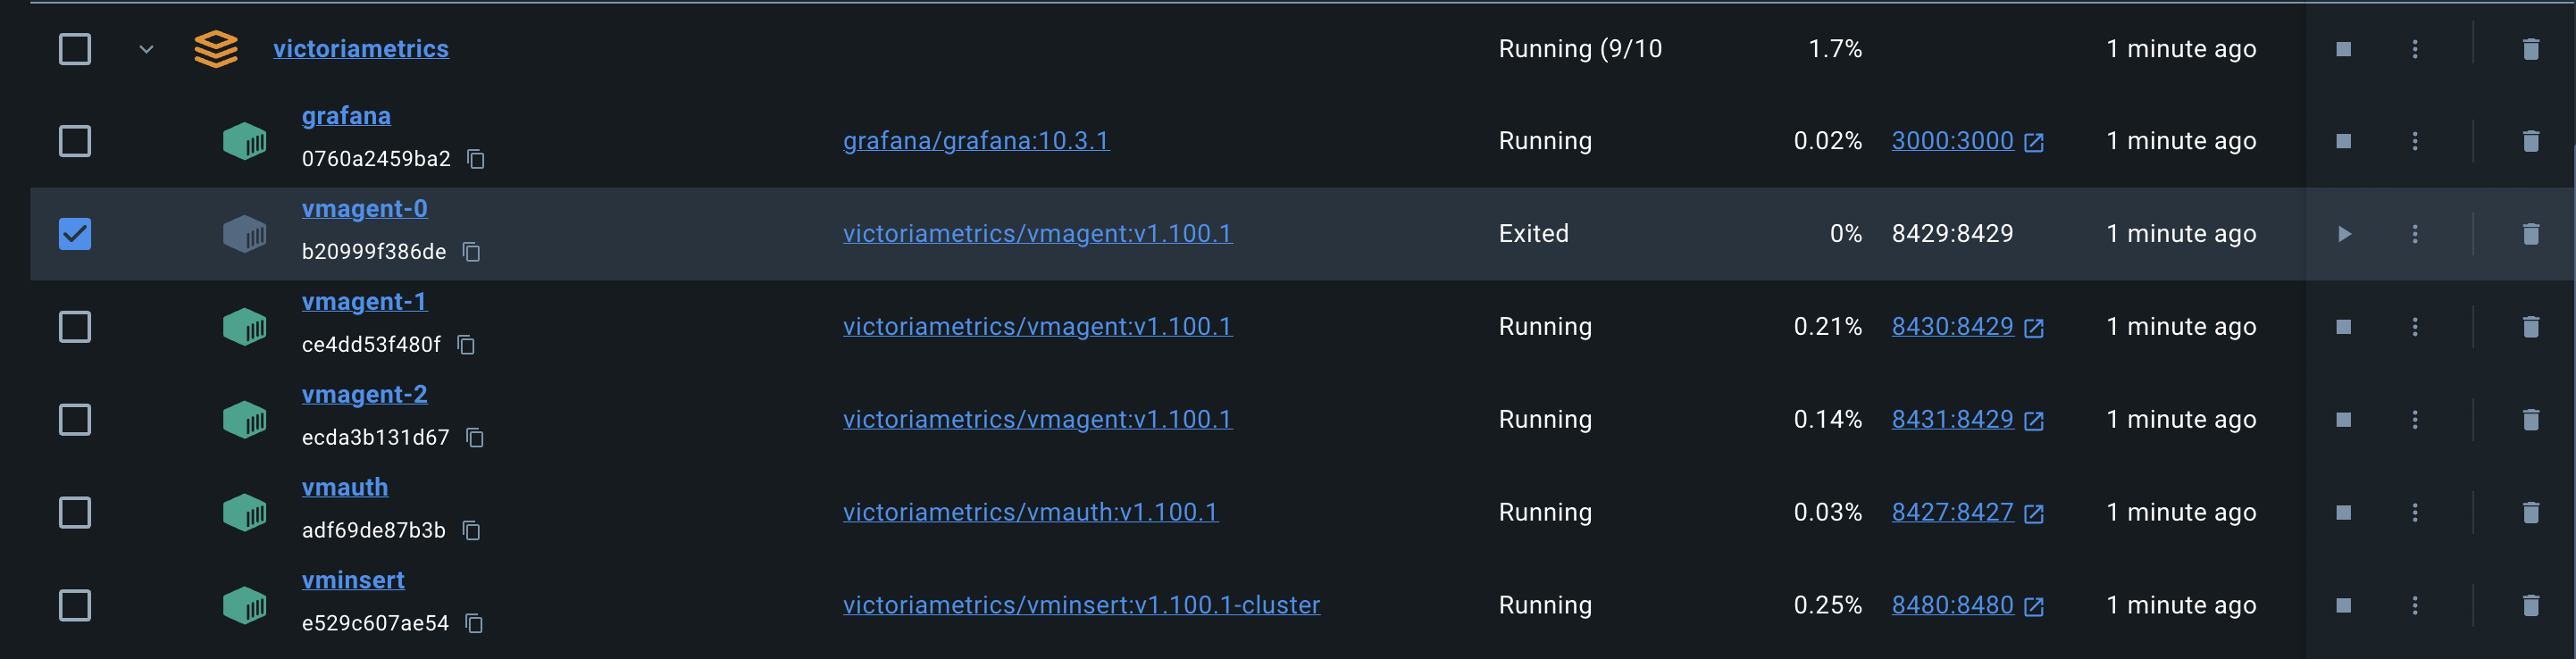 victoriametrics Running (9/10 1.7% 1 minute ago
grafana
0760a2459ba2 grafana/grafana:10.3.1 Running 0.02% 3000:3000 1 minute ago
vmagent-0
b20999f386de victoriametrics/vmagent:v1.100.1 Exited 0% 8429:8429 1 minute ago
vmagent-1
ce4dd53f480f victoriametrics/vmagent:v1.100.1 Running 0.21% 8430:8429 1 minute ago
vmagent-2
ecda3b131d67 victoriametrics/vmagent:v1.100.1 Running 0.14% 8431:8429 1 minute ago
vmauth
adf69de87b3b victoriametrics/vmauth:v1.100.1 Running 0.03% 8427:8427 1 minute ago
vminsert
e529c607ae54 victoriametrics/vminsert:v1.100.1-cluster Running 0.25% 8480:8480 1 minute ago